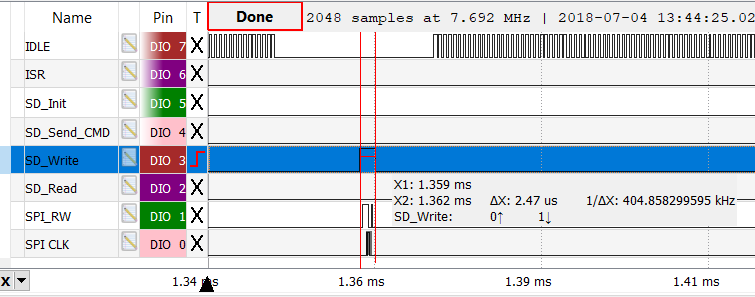 Name Pin T Done 2048 samples at 7.692 MHz | 2018-07-04 13:44:25.02
IDLE DIO 7 X
ISR DIO 6 X
SD_Init DIO 5 X
SD_Send_CMD DIO 4 X
SD_Write DIO 3
SD_Read DIO 2 X
X1: 1.359 ms
X2: 1.362 ms ΔX: 2.47 us 1/ΔX: 404.858299595 kHz
SPI_RW DIO 1 X SD_Write: 0↑ 1↓
SPI CLK DIO 0 X
X 1.34 ms 1.36 ms 1.39 ms 1.41 ms